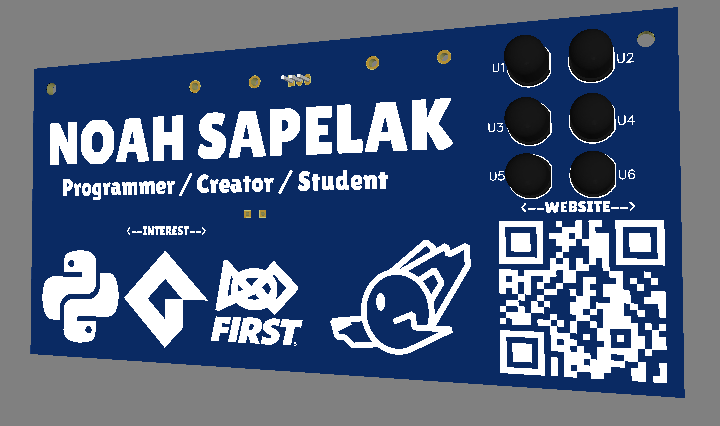 U1
U2
NOAH SAPELAK
U3
U4
Programmer / Creator / Student
U5
U6
<--WEBSITE-->
<--INTEREST-->
FIRST